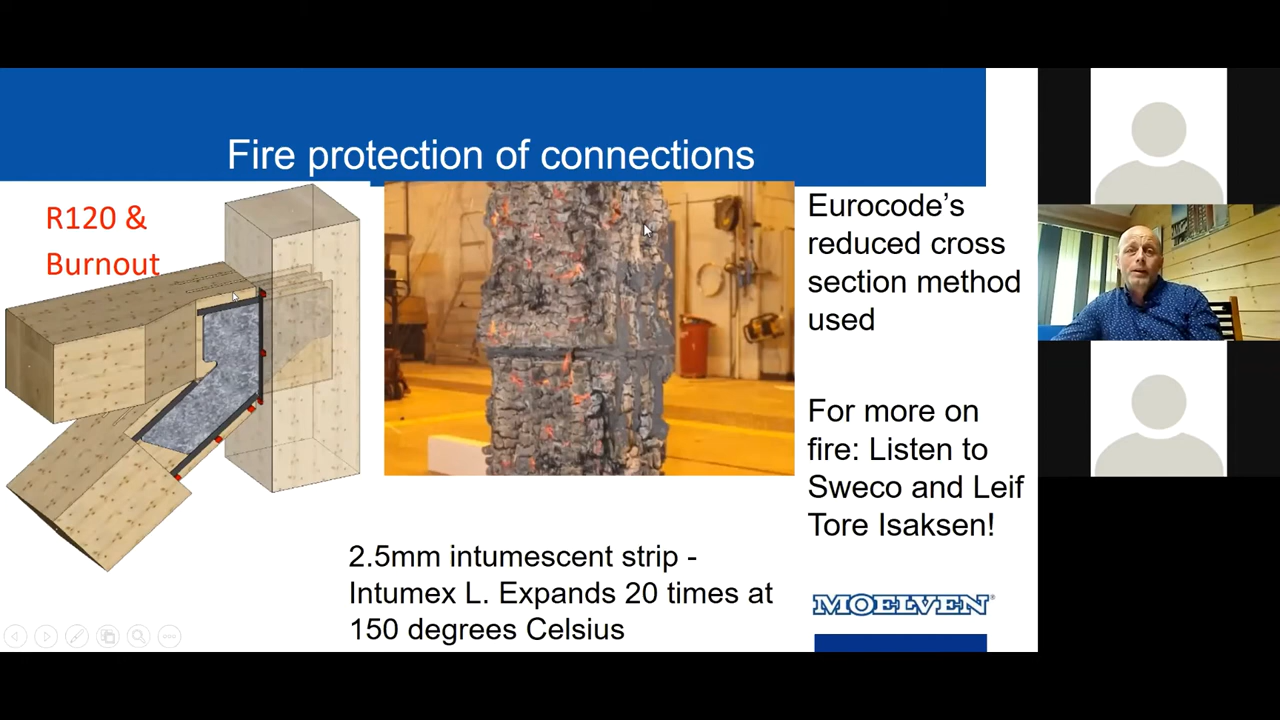 Fire protection of connections
R120 &
Burnout
Eurocode’s
reduced cross
section method
used
For more on
fire: Listen to
Sweco and Leif
Tore Isaksen!
2.5mm intumescent strip -
Intumex L. Expands 20 times at
150 degrees Celsius
MOELVEN®